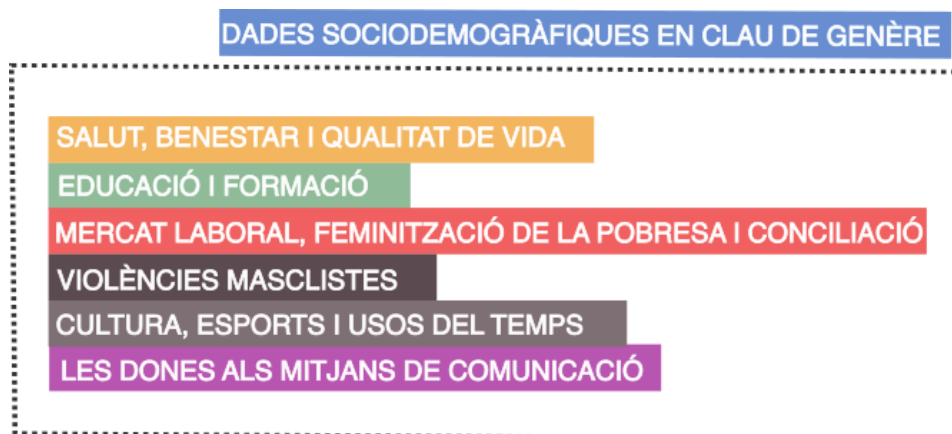 DADES SOCIODEMOGRÀFIQUES EN CLAU DE GENÈRE
SALUT, BENESTAR I QUALITAT DE VIDA
EDUCACIÓ I FORMACIÓ
MERCAT LABORAL, FEMINITZACIÓ DE LA POBRESA I CONCILIACIÓ
VIOLÈNCIES MASCLISTES
CULTURA, ESPORTS I USOS DEL TEMPS
LES DONES ALS MITJANS DE COMUNICACIÓ